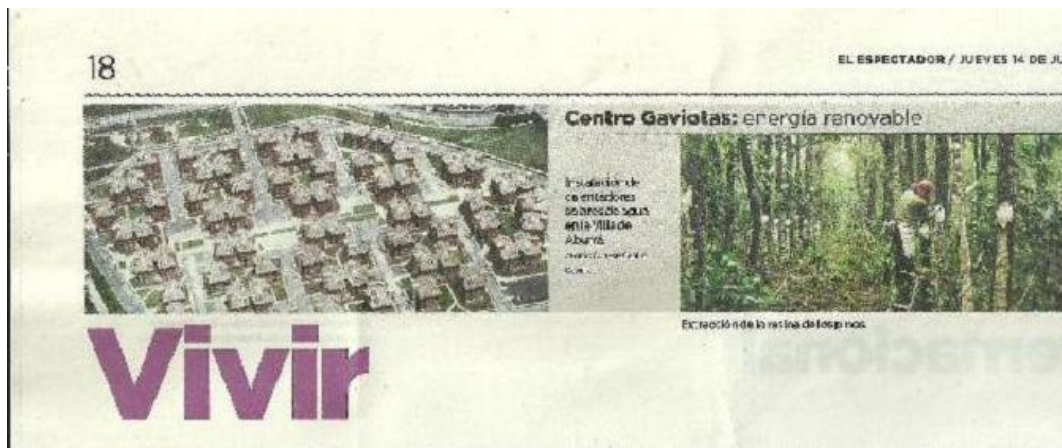 18
EL ESPECTADOR / JUEVES 14 DE JU
Centro Gaviotas: energía renovable
Instalación de
calentadores
solares de agua
en la Villa de
Aburrá
Extracción de la resina de los pinos.
Vivir